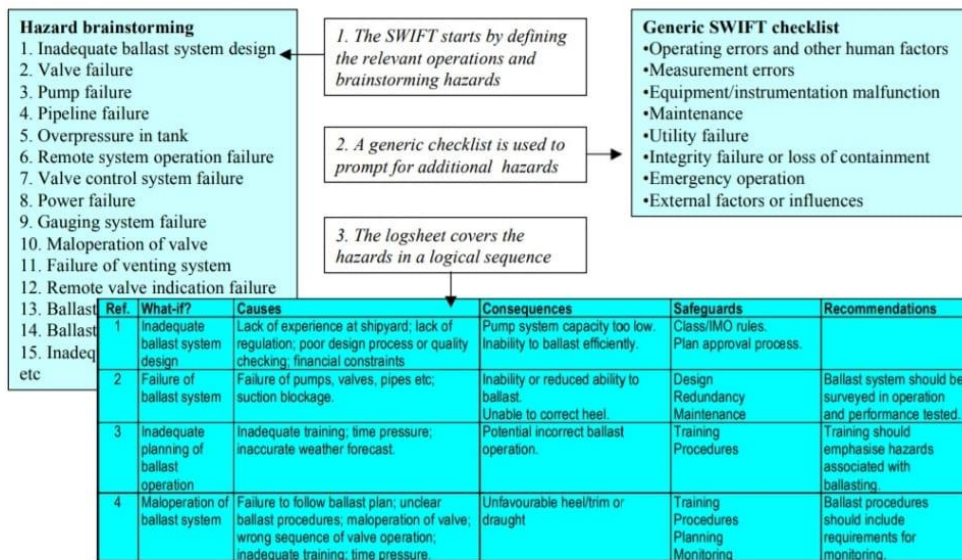 Hazard brainstorming
1. Inadequate ballast system design
2. Valve failure
3. Pump failure
4. Pipeline failure
5. Overpressure in tank
6. Remote system operation failure
7. Valve control system failure
8. Power failure
9. Gauging system failure
10. Maloperation of valve
11. Failure of venting system
12. Remote valve indication failure
13. Ballast
14. Ballast
15. Inadeq
etc
1. The SWIFT starts by defining
the relevant operations and
brainstorming hazards
2. A generic checklist is used to
prompt for additional hazards
3. The logsheet covers the
hazards in a logical sequence
Generic SWIFT checklist
•Operating errors and other human factors
•Measurement errors
•Equipment/instrumentation malfunction
•Maintenance
•Utility failure
•Integrity failure or loss of containment
•Emergency operation
•External factors or influences
Ref. What-if? Causes Consequences Safeguards Recommendations
1 Inadequate Lack of experience at shipyard; lack of Pump system capacity too low. Class/IMO rules.
ballast system regulation; poor design process or quality Inability to ballast efficiently. Plan approval process.
design checking; financial constraints
2 Failure of Failure of pumps, valves, pipes etc; Inability or reduced ability to Design Ballast system should be
ballast system suction blockage. ballast. Redundancy surveyed in operation
Unable to correct heel. Maintenance and performance tested.
3 Inadequate Inadequate training; time pressure; Potential incorrect ballast Training Training should
planning of inaccurate weather forecast. operation. Procedures emphasise hazards
ballast associated with
operation ballasting.
4 Maloperation of Failure to follow ballast plan; unclear Unfavourable heel/trim or Training Ballast procedures
ballast system ballast procedures; maloperation of valve; draught Procedures should include
wrong sequence of valve operation; Planning requirements for
inadequate training; time pressure. Monitoring monitoring.